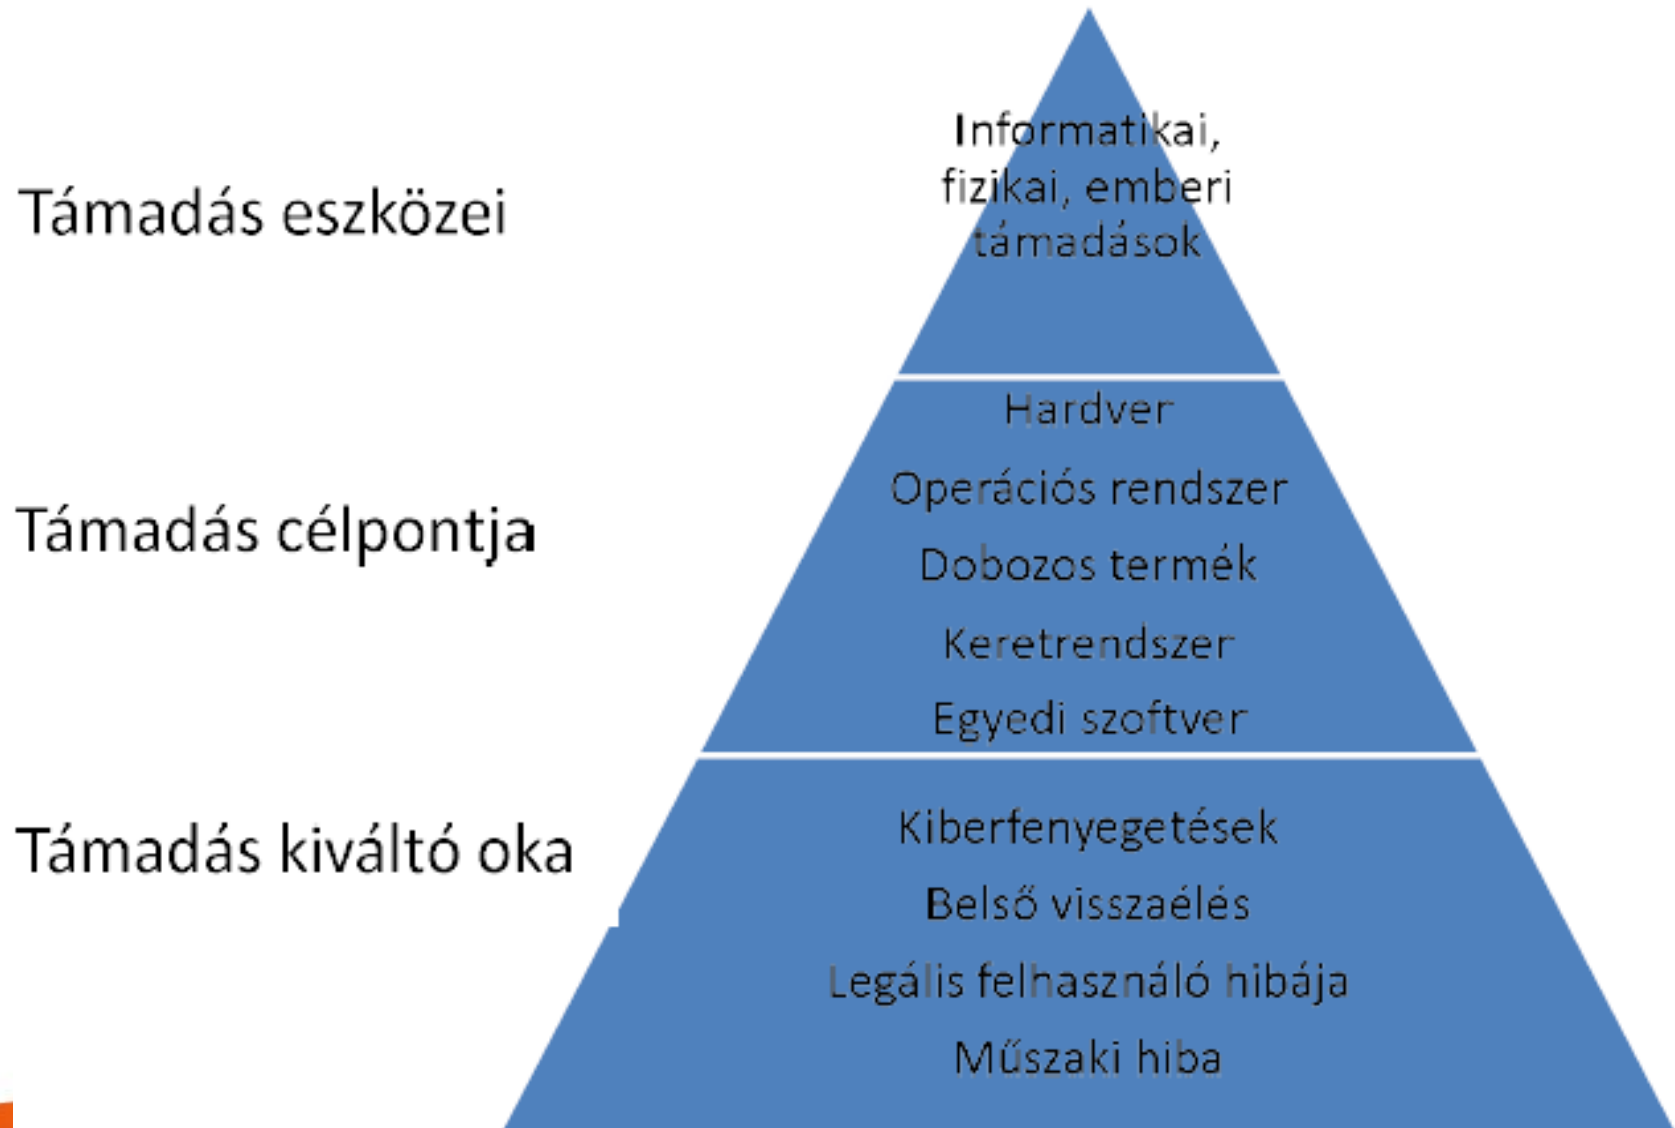 Támadás eszközei
Informatikai,
fizikai, emberi
támadások
Támadás célpontja
Hardver
Operációs rendszer
Dobozos termék
Keretrendszer
Egyedi szoftver
Támadás kiváltó oka
Kiberfenyegetések
Belső visszaélés
Legális felhasználó hibája
Műszaki hiba